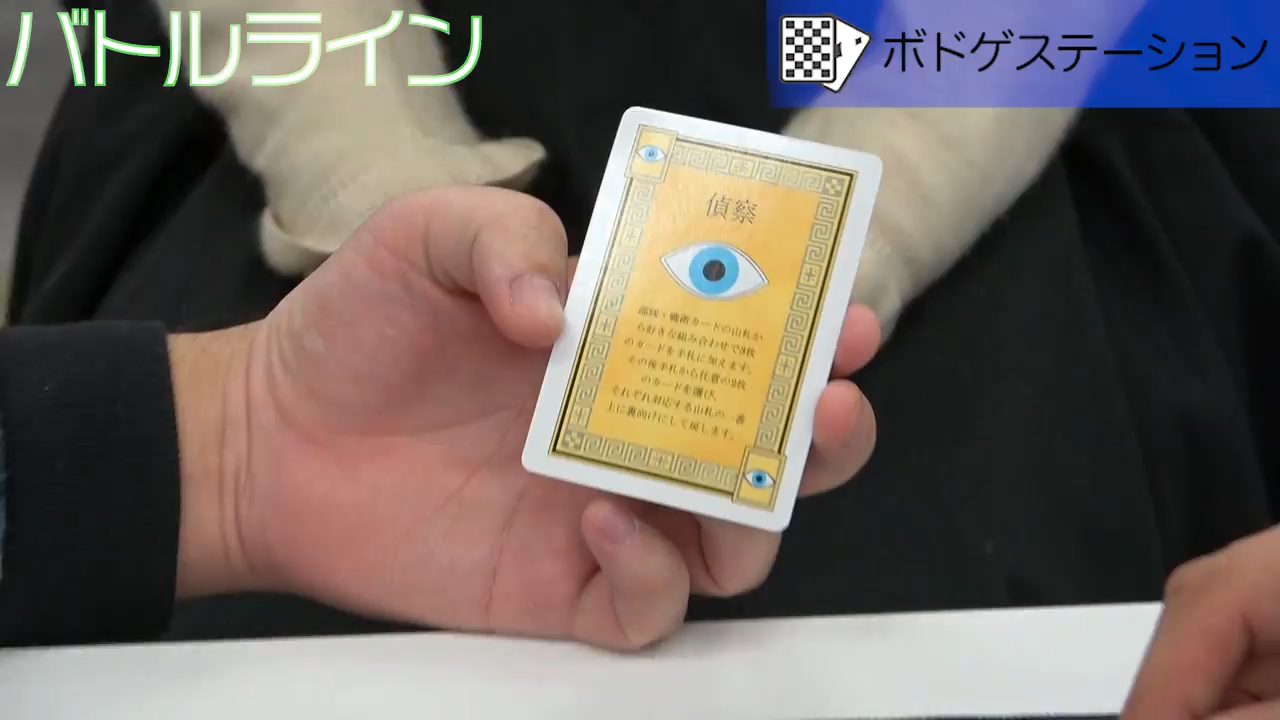 バトルライン
ボドゲステーション
偵察
部隊・戦術カードの山札か
ら好きな組み合わせで3枚
のカードを手札に加えます。
その後手札から任意の2枚
のカードを選び、
それぞれ対応する山札の一番
上に裏向けにして戻します。